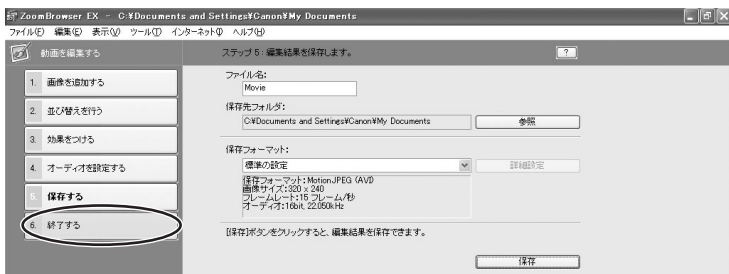 ZoomBrowser EX - C:¥Documents and Settings¥Canon¥My Documents
ファイル(F) 編集(E) 表示(V) ツール(T) インターネット(I) ヘルプ(H)
動画を編集する
ステップ 5 : 編集結果を保存します。
?
1. 画像を追加する
2. 並び替えを行う
3. 効果をつける
4. オーディオを設定する
5. 保存する
6. 終了する
ファイル名:
Movie
保存先フォルダ:
C:¥Documents and Settings¥Canon¥My Documents
参照
保存フォーマット:
標準の設定
詳細設定
保存フォーマット: Motion JPEG (AVI)
画像サイズ: 320 x 240
フレームレート: 15 フレーム/秒
オーディオ: 16bit, 22.050kHz
[保存]ボタンをクリックすると、編集結果を保存できます。
保存